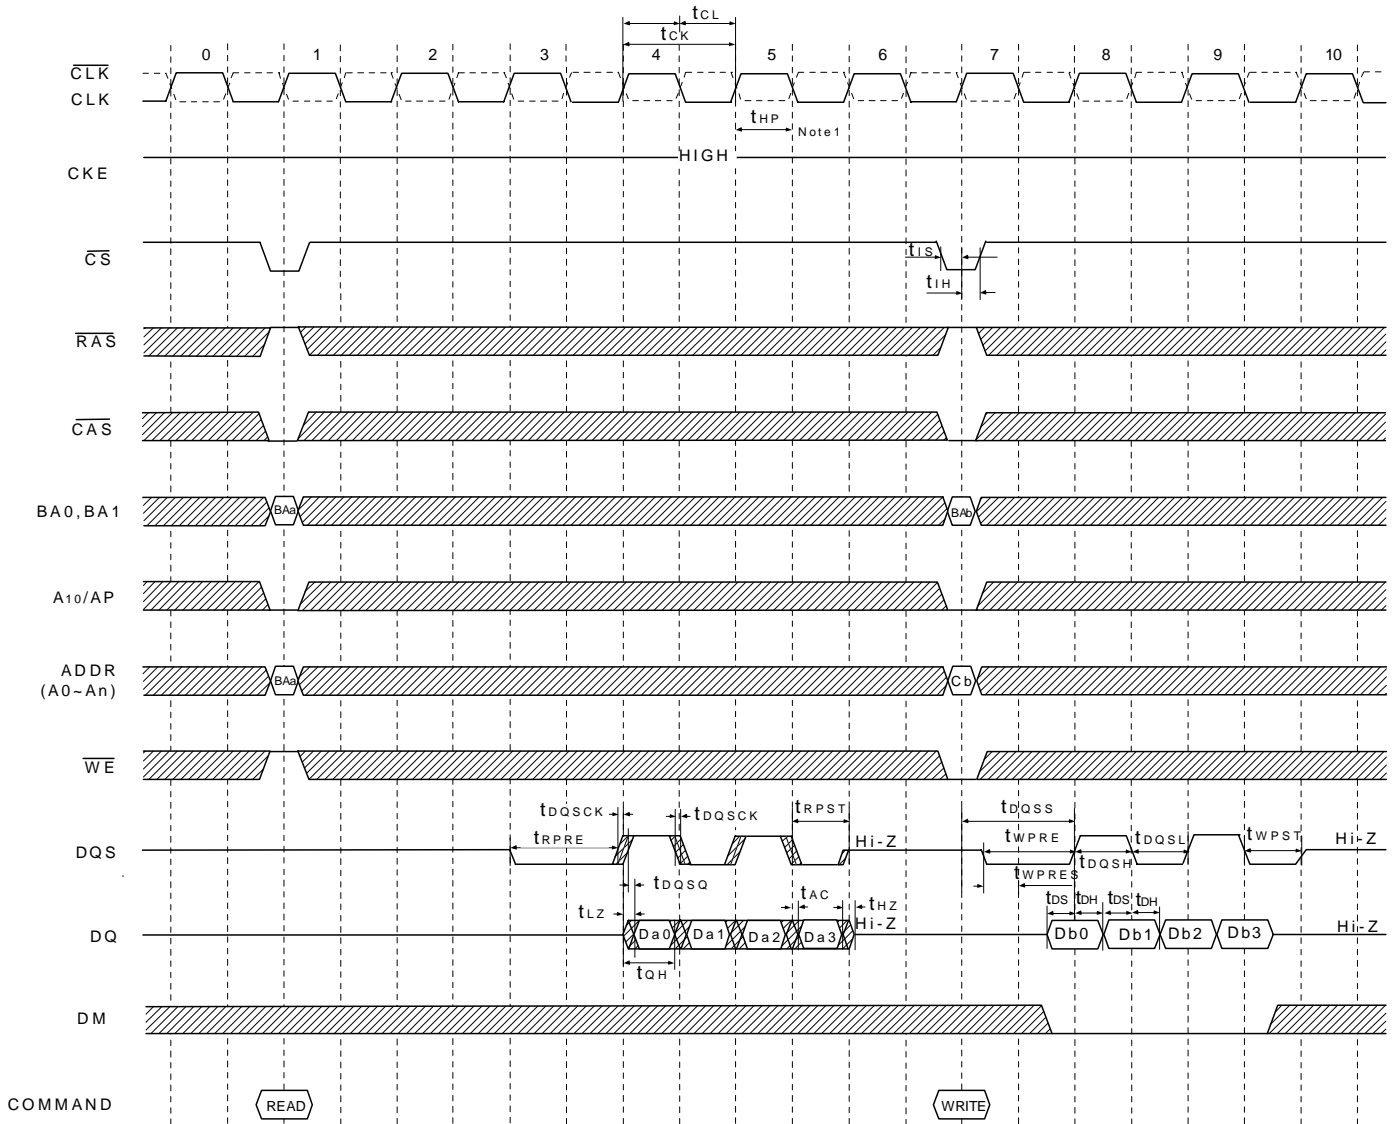 tCL
tCK
0 1 2 3 4 5 6 7 8 9 10
CLK
CLK
tHP Note1
HIGH
CKE
CS
tIS
tIH
RAS
CAS
BA0,BA1 BAa BAb
A10/AP
ADDR
(A0~An) BAa Cb
WE
tDQSCK tDQSCK tRPST tDQSS
tRPRE tWPRE tDQSL tWPST
DQS Hi-Z Hi-Z
tDQSH
tWPRES
tDQSQ tAC tHZ tDS tDH tDS tDH
tLZ
DQ Da0 Da1 Da2 Da3 Hi-Z Db0 Db1 Db2 Db3 Hi-Z
tQH
DM
COMMAND READ WRITE